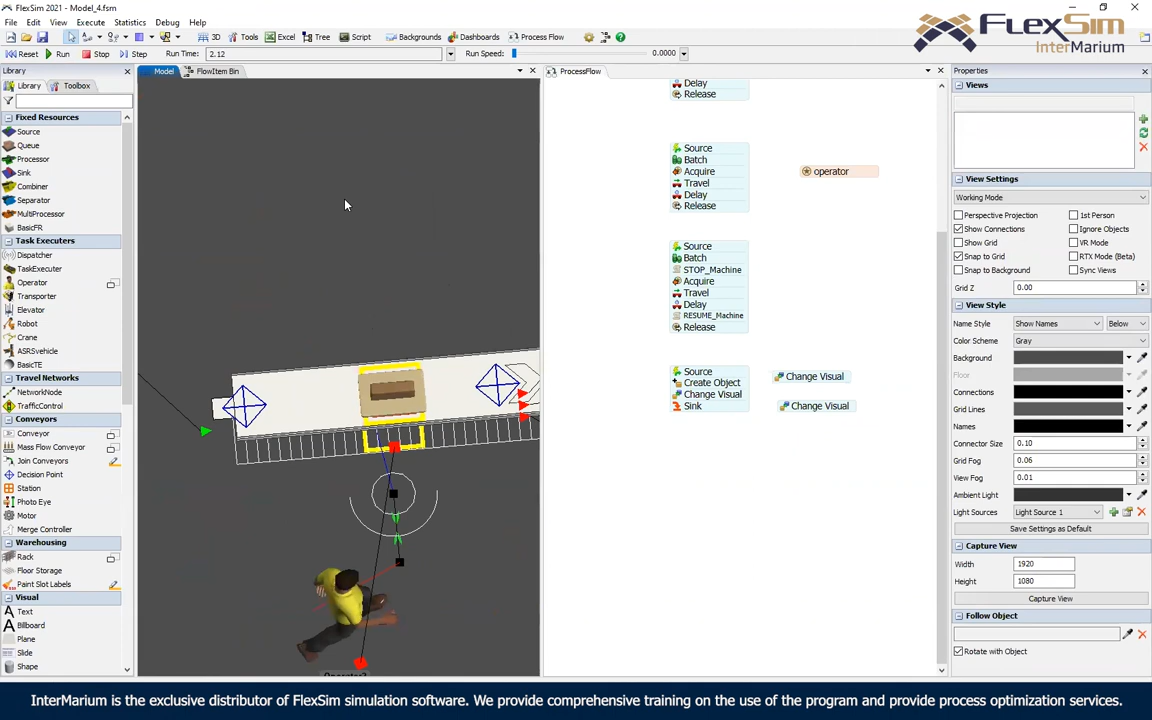 FlexSim 2021 - Model_4.fsm
File Edit View Execute Statistics Debug Help
Tools Excel Tree Script Backgrounds Dashboards Process Flow
3D
FlexSim
InterMarium
Reset Run Stop Step Run Time: 2.12 Run Speed: 0.0000
Library
Library Toolbox
Fixed Resources
Source
Queue
Processor
Sink
Combiner
Separator
MultiProcessor
BasicFR
Task Executers
Dispatcher
TaskExecuter
Operator
Transporter
Elevator
Robot
Crane
ASRSvehicle
BasicTE
Travel Networks
NetworkNode
TrafficControl
Conveyors
Conveyor
Mass Flow Conveyor
Join Conveyors
Decision Point
Station
Photo Eye
Motor
Merge Controller
Warehousing
Rack
Floor Storage
Paint Slot Labels
Visual
Text
Billboard
Plane
Slide
Shape
Model FlowItem Bin
ProcessFlow
Delay
Release
Source
Batch
Acquire
Travel
Delay
Release
operator
Source
Batch
STOP_Machine
Acquire
Travel
Delay
RESUME_Machine
Release
Source
Create Object
Change Visual
Sink
Change Visual
Change Visual
Properties
Views
View Settings
Working Mode
Perspective Projection 1st Person
Show Connections Ignore Objects
Show Grid VR Mode
Snap to Grid RTX Mode (Beta)
Snap to Background Sync Views
Grid Z 0.00
View Style
Name Style Show Names Below
Color Scheme Gray
Background
Floor
Connections
Grid Lines
Names
Connector Size 0.10
Grid Fog 0.06
View Fog 0.01
Ambient Light
Light Sources Light Source 1
Save Settings as Default
Capture View
Width 1920
Height 1080
Capture View
Follow Object
Rotate with Object
InterMarium is the exclusive distributor of FlexSim simulation software. We provide comprehensive training on the use of the program and provide process optimization services.